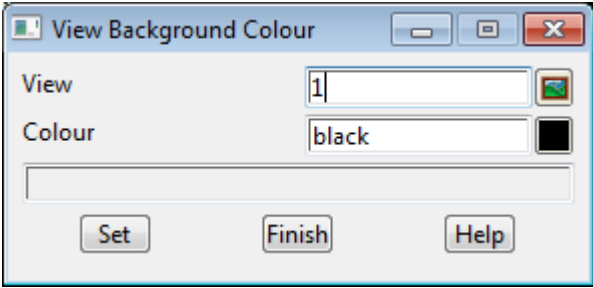 View Background Colour
View 1
Colour black
Set Finish Help